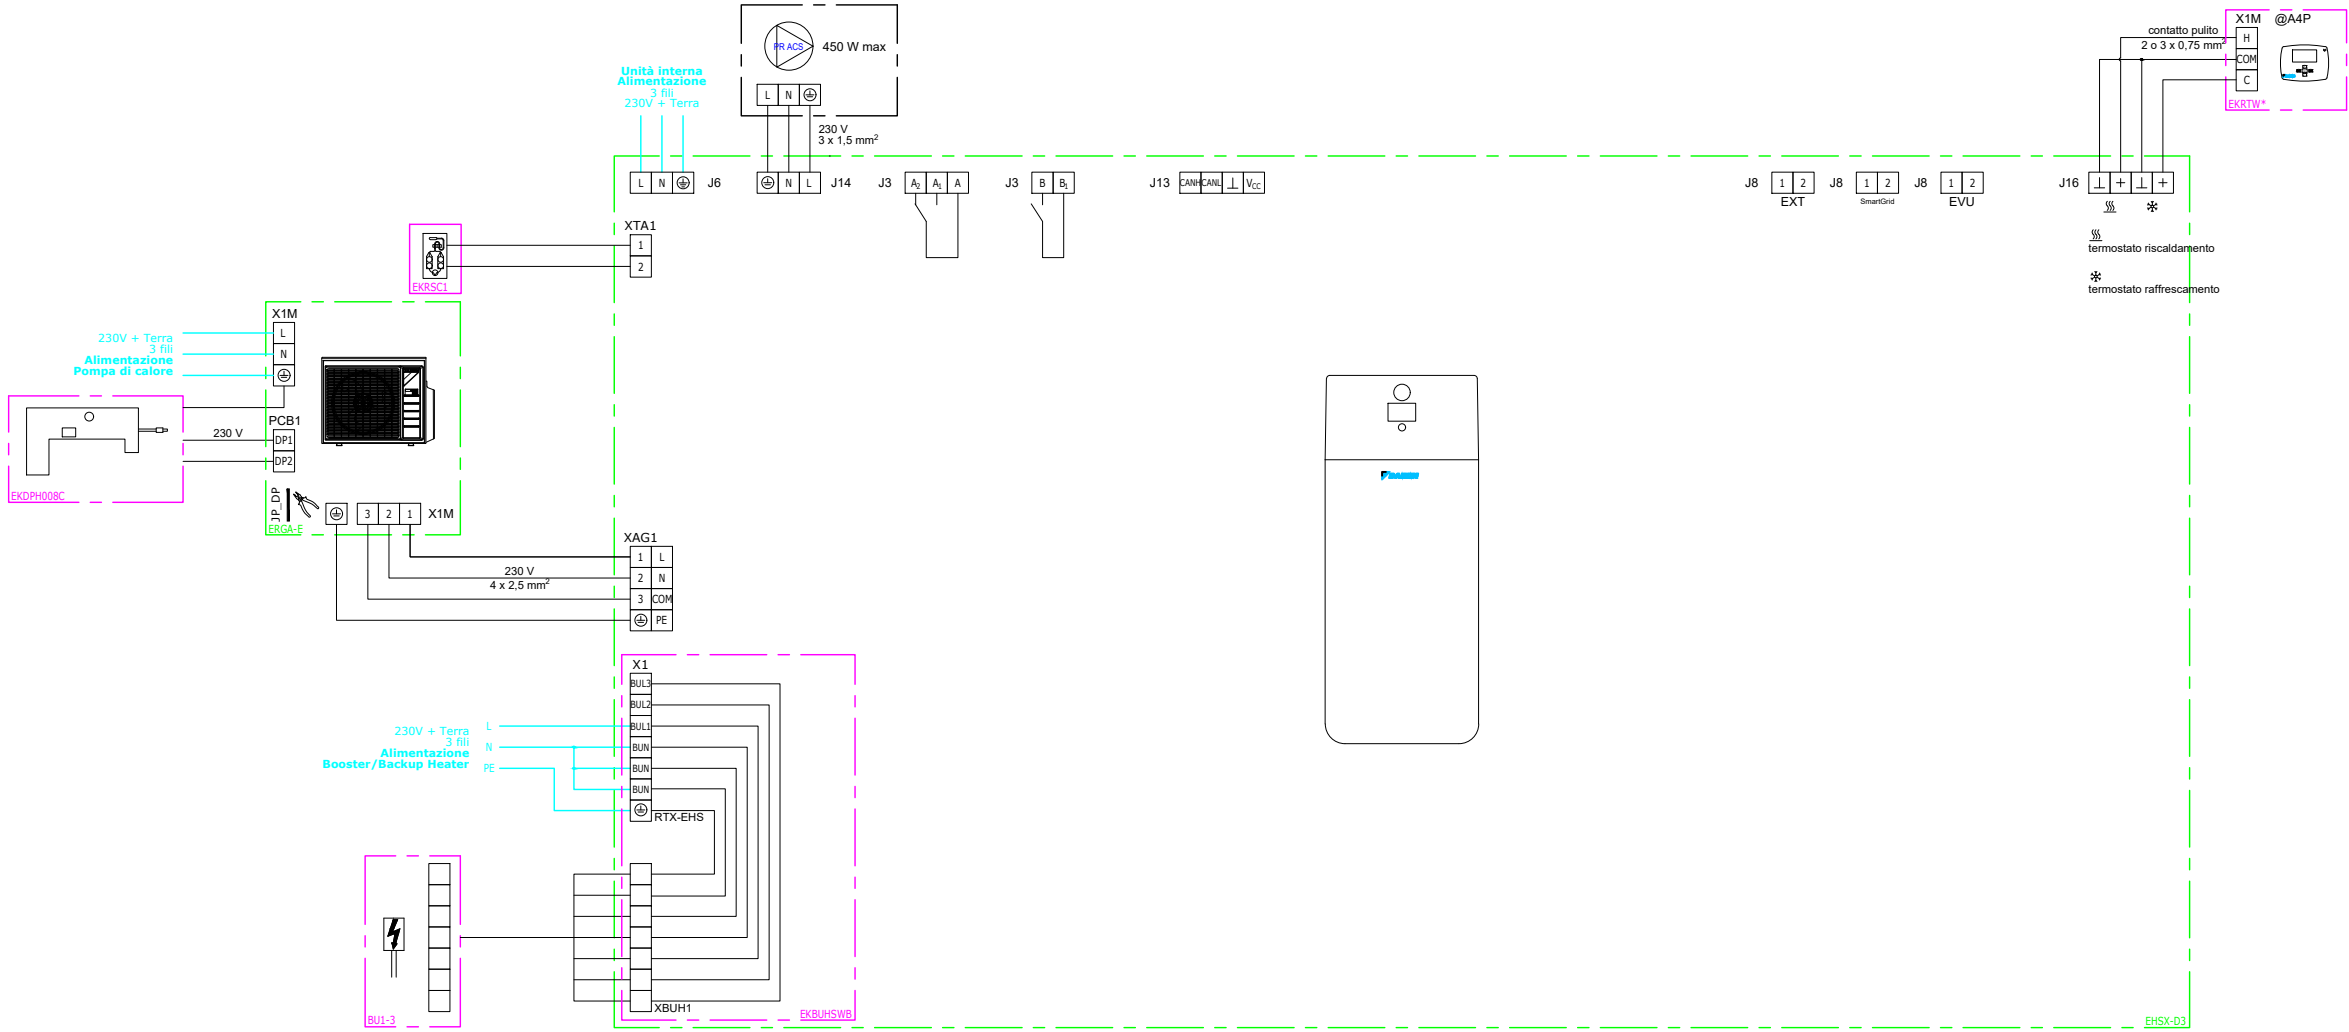 PR ACS
450 W max
L N
230 V
3 x 1,5 mm²
Unità interna
Alimentazione
3 fili
230V + Terra
X1M @A4P
contatto pulito
2 o 3 x 0,75 mm²
H
COM
C
EKRTW*
L N J6
N L J14
J3 A2 A1 A
J3 B B1
J13 CANH CANL ⊥ VCC
J8 1 2
EXT
J8 1 2
SmartGrid
J8 1 2
EVU
J16 ⊥ + ⊥ +
termostato riscaldamento
termostato raffrescamento
XTA1
1
2
EKRSC1
X1M
L
N
230V + Terra
3 fili
Alimentazione
Pompa di calore
PCB1
DP1
DP2
230 V
EKDPH008C
JP_DP
3 2 1 X1M
ERGA-E
XAG1
1 L
2 N
3 COM
PE
230 V
4 x 2,5 mm²
DAIKIN
X1
BUL3
BUL2
BUL1
BUN
BUN
BUN
RTX-EHS
230V + Terra
3 fili
Alimentazione
Booster/Backup Heater
L
N
PE
XBUH1
EKBUHSWB
BU1-3
EHSX-D3